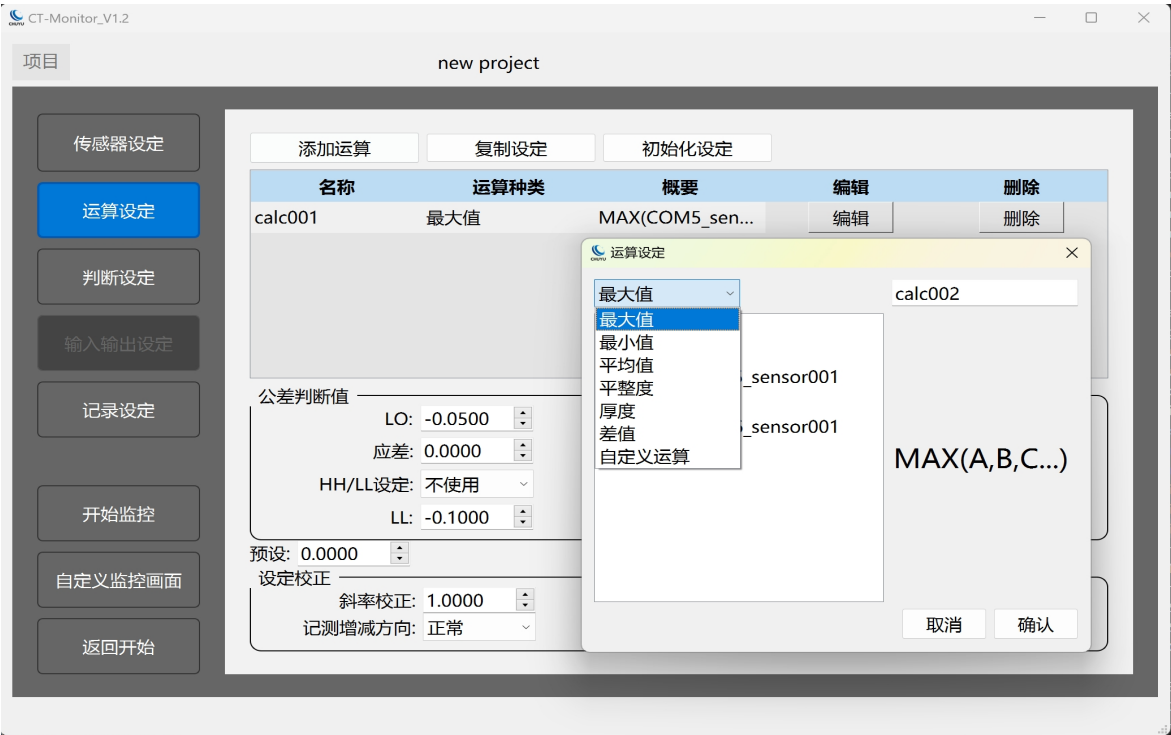 CT-Monitor_V1.2
项目
new project
传感器设定
运算设定
判断设定
输入输出设定
记录设定
开始监控
自定义监控画面
返回开始
添加运算 复制设定 初始化设定
名称 运算种类 概要 编辑 删除
calc001 最大值 MAX(COM5_sen... 编辑 删除
公差判断值
LO: -0.0500
应差: 0.0000
HH/LL设定: 不使用
LL: -0.1000
预设: 0.0000
设定校正
斜率校正: 1.0000
记测增减方向: 正常
运算设定
最大值 calc002
最大值
最小值
平均值
平整度
厚度
差值
自定义运算
_sensor001
_sensor001
MAX(A,B,C...)
取消 确认